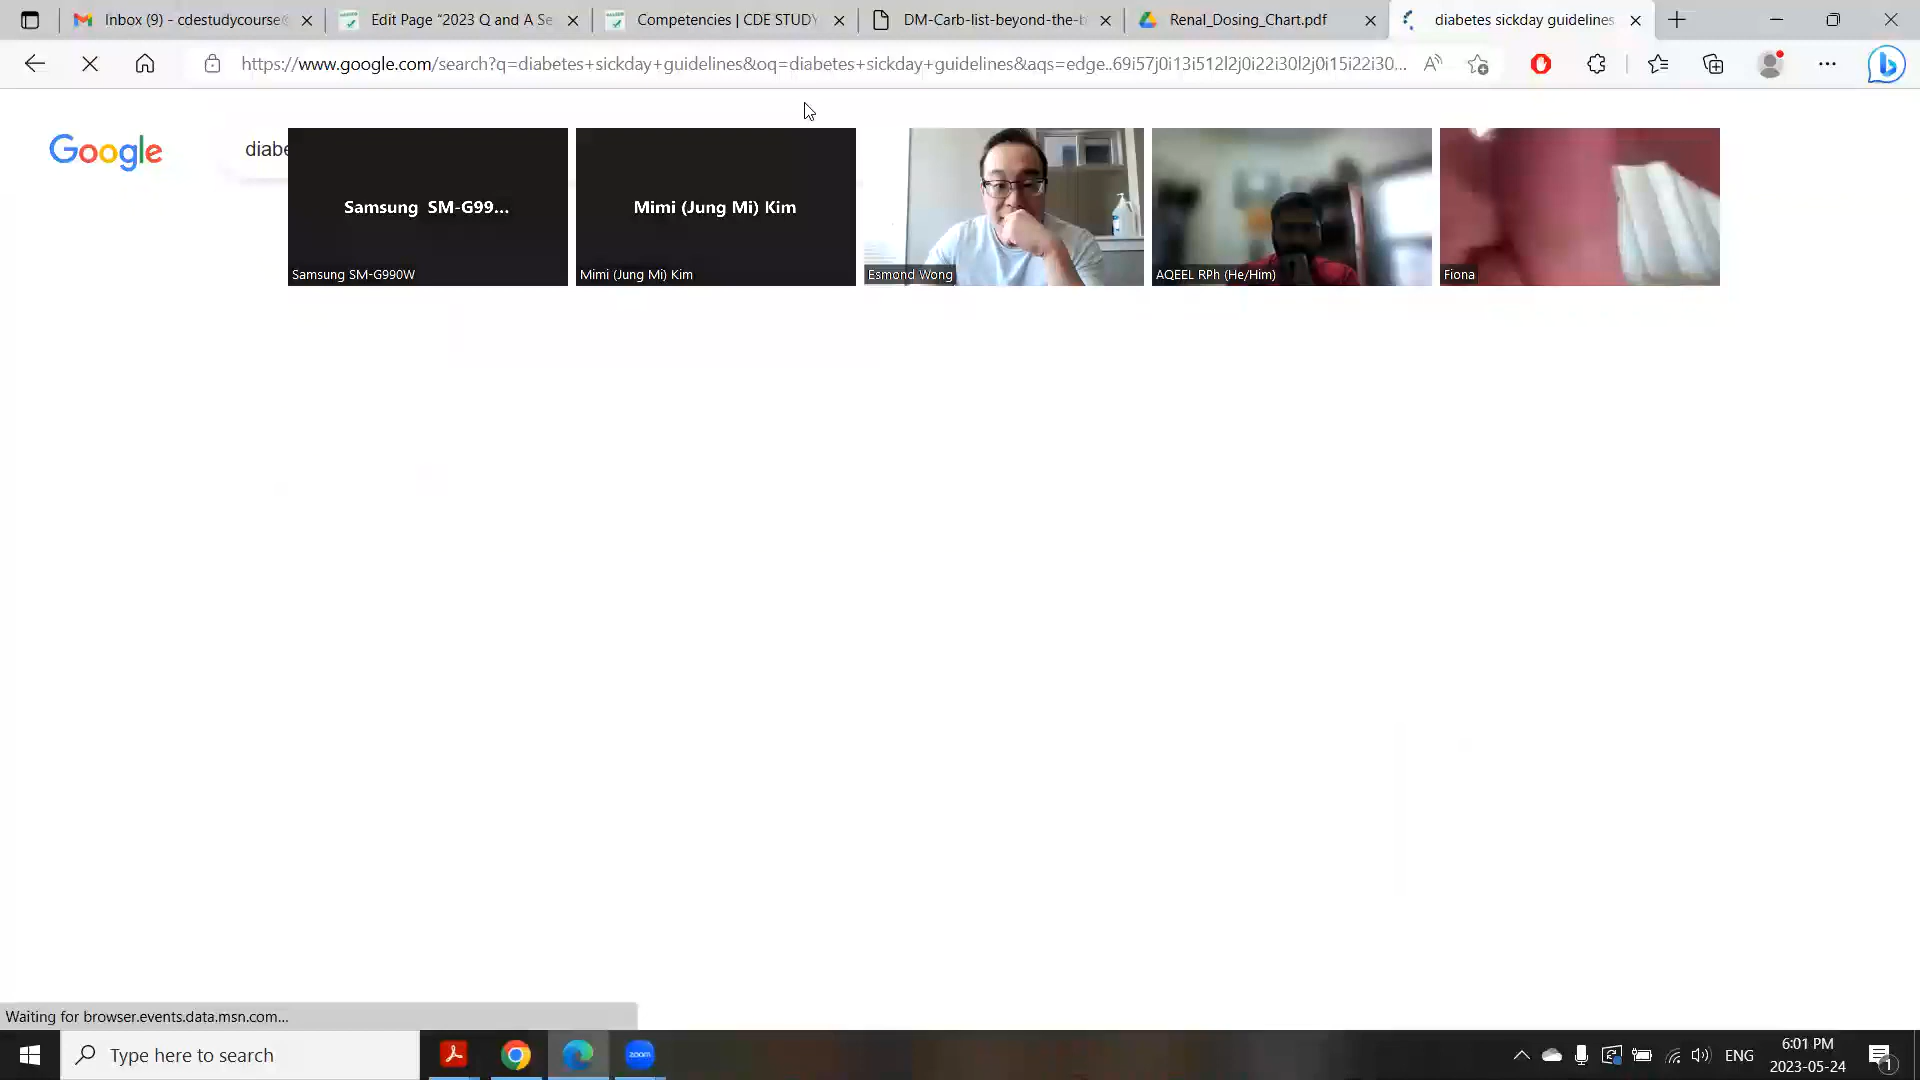 Inbox (9) - cdestudycourse
Edit Page “2023 Q and A Se
Competencies | CDE STUDY
DM-Carb-list-beyond-the-b
Renal_Dosing_Chart.pdf
diabetes sickday guidelines
https://www.google.com/search?q=diabetes+sickday+guidelines&oq=diabetes+sickday+guidelines&aqs=edge..69i57j0i13i512l2j0i22i30l2j0i15i22i30...
Google
diabe
Samsung SM-G99...
Mimi (Jung Mi) Kim
Samsung SM-G990W
Mimi (Jung Mi) Kim
Esmond Wong
AQEEL RPh (He/Him)
Fiona
Waiting for browser.events.data.msn.com...
Type here to search
zoom
ENG
6:01 PM
2023-05-24
1